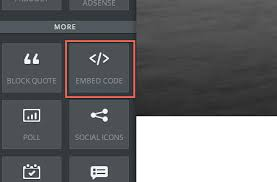 ADSENSE
MORE
BLOCK QUOTE
EMBED CODE
POLL
SOCIAL ICONS